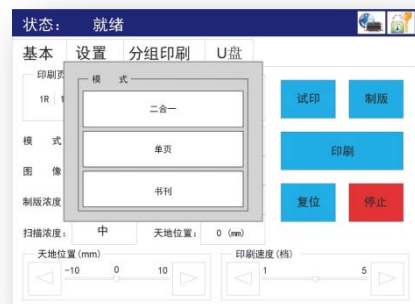 状态： 就绪
基本 设置 分组印刷 U盘
印刷页
1R
模 式
二合一
单页
书刊
试印 制版
印刷
复位 停止
模 式
图 像
制版浓度
扫描浓度： 中 天地位置： 0 (mm)
天地位置(mm) 印刷速度(档)
-10 0 10 1 5